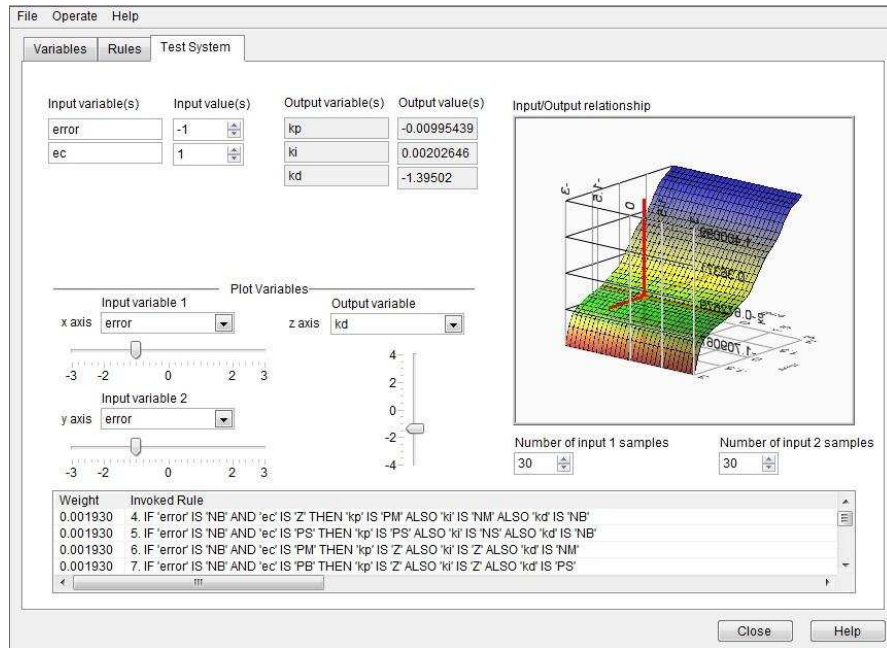 File Operate Help
Variables Rules Test System
Input variable(s) Input value(s) Output variable(s) Output value(s) Input/Output relationship
error -1 kp -0.00995439
ec 1 ki 0.00202646
kd -1.39502
Plot Variables
Input variable 1 Output variable
x axis error z axis kd
-3 -2 0 2 3
Input variable 2
y axis error
-3 -2 0 2 3
4
2
0
-2
-4
Number of input 1 samples Number of input 2 samples
30 30
Weight Invoked Rule
0.001930 4. IF 'error' IS 'NB' AND 'ec' IS 'Z' THEN 'kp' IS 'PM' ALSO 'ki' IS 'NM' ALSO 'kd' IS 'NB'
0.001930 5. IF 'error' IS 'NB' AND 'ec' IS 'PS' THEN 'kp' IS 'PS' ALSO 'ki' IS 'NS' ALSO 'kd' IS 'NB'
0.001930 6. IF 'error' IS 'NB' AND 'ec' IS 'PM' THEN 'kp' IS 'Z' ALSO 'ki' IS 'Z' ALSO 'kd' IS 'NM'
0.001930 7. IF 'error' IS 'NB' AND 'ec' IS 'PB' THEN 'kp' IS 'Z' ALSO 'ki' IS 'Z' ALSO 'kd' IS 'PS'
Close Help